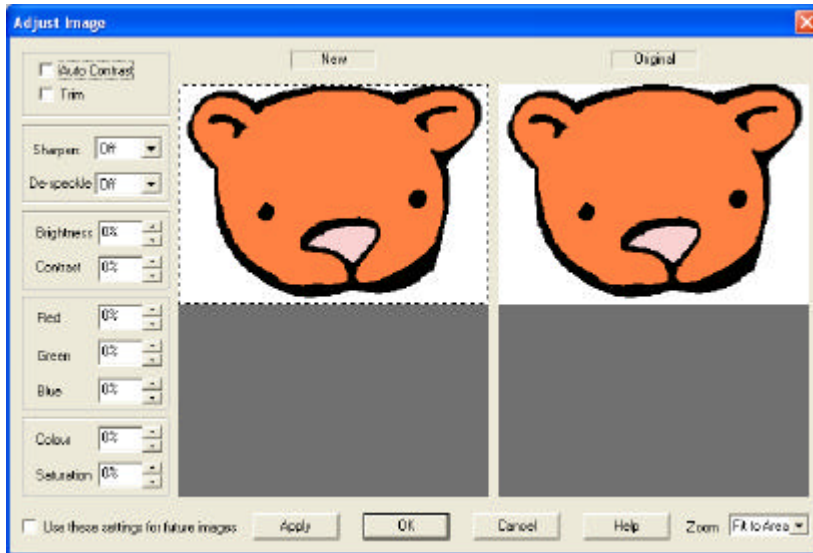 Adjust Image
New
Original
Auto Contrast
Trim
Sharpen: Off
De-speckle Off
Brightness 0%
Contrast 0%
Red 0%
Green 0%
Blue 0%
Colour 0%
Saturation 0%
Use these settings for future images
Apply
OK
Cancel
Help
Zoom Fit to Area